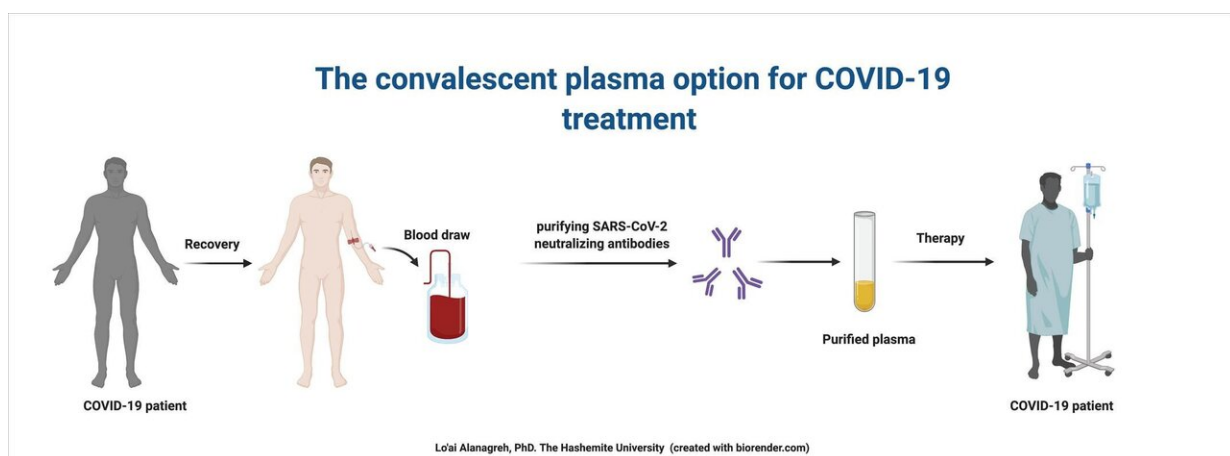 The convalescent plasma option for COVID-19
treatment
Recovery
Blood draw
purifying SARS-CoV-2
neutralizing antibodies
Therapy
Purified plasma
COVID-19 patient
COVID-19 patient
Lo'ai Alanagreh, PhD. The Hashemite University (created with biorender.com)